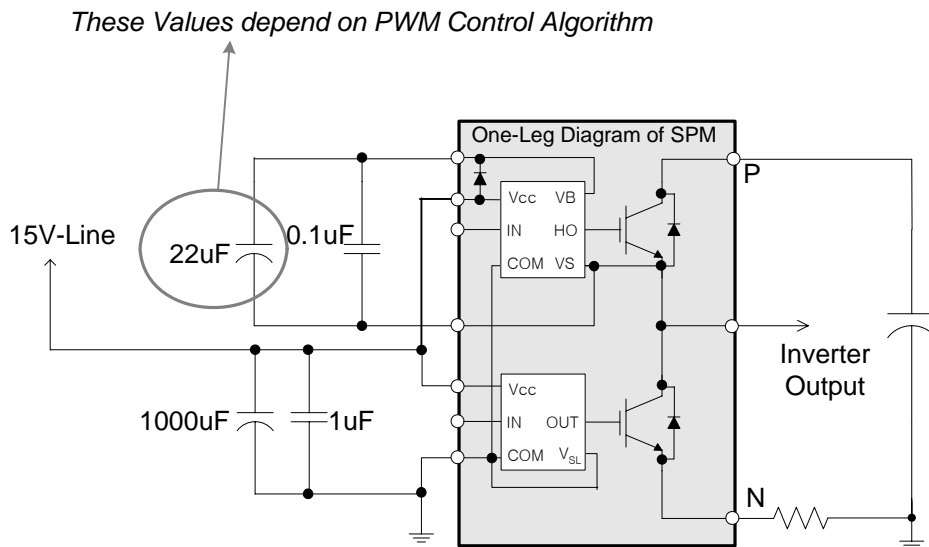 These Values depend on PWM Control Algorithm
One-Leg Diagram of SPM
P
Vcc VB
15V-Line
22uF
0.1uF
IN HO
COM VS
Inverter
Output
Vcc
1000uF
1uF
IN OUT
COM VSL
N